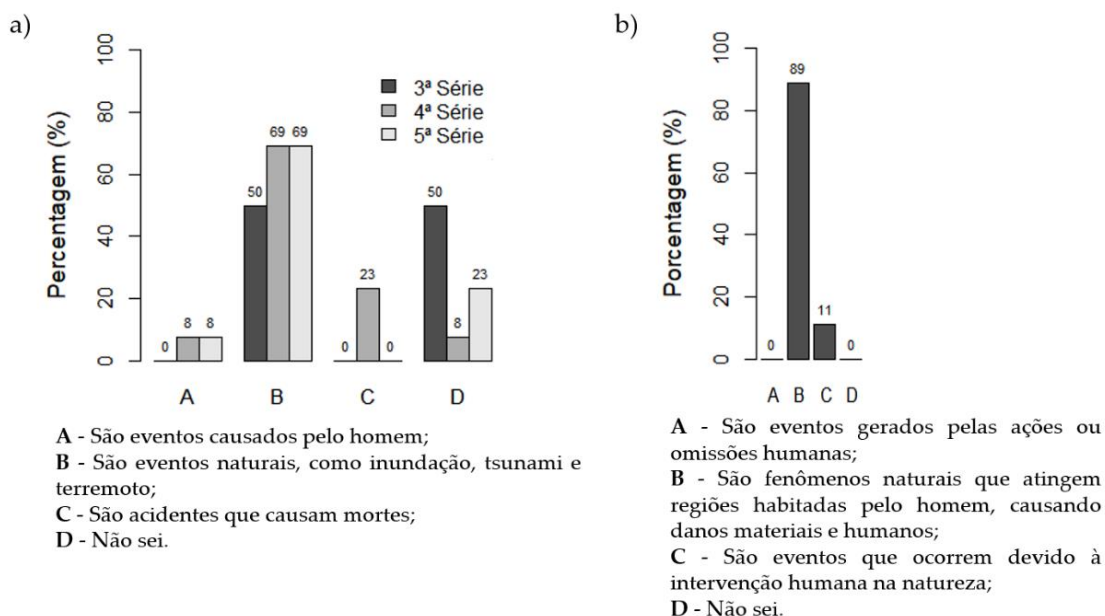 a)
Percentagem (%)
100
80
60
40
20
0
3ª Série
4ª Série
5ª Série
0 8 8
50 69 69
0 23 0
50 8 23
A B C D
A - São eventos causados pelo homem;
B - São eventos naturais, como inundação, tsunami e
terremoto;
C - São acidentes que causam mortes;
D - Não sei.
b)
Porcentagem (%)
100
80
60
40
20
0
0 89 11 0
A B C D
A - São eventos gerados pelas ações ou
omissões humanas;
B - São fenômenos naturais que atingem
regiões habitadas pelo homem, causando
danos materiais e humanos;
C - São eventos que ocorrem devido à
intervenção humana na natureza;
D - Não sei.